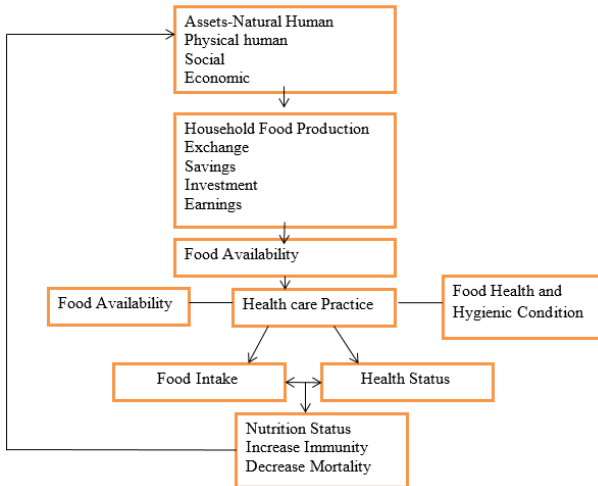 Assets-Natural Human
Physical human
Social
Economic
Household Food Production
Exchange
Savings
Investment
Earnings
Food Availability
Food Availability
Health care Practice
Food Health and
Hygienic Condition
Food Intake
Health Status
Nutrition Status
Increase Immunity
Decrease Mortality